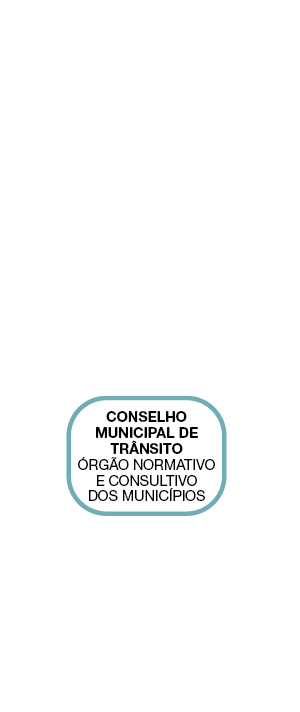 CONSELHO
MUNICIPAL DE
TRÂNSITO
ÓRGÃO NORMATIVO
E CONSULTIVO
DOS MUNICÍPIOS